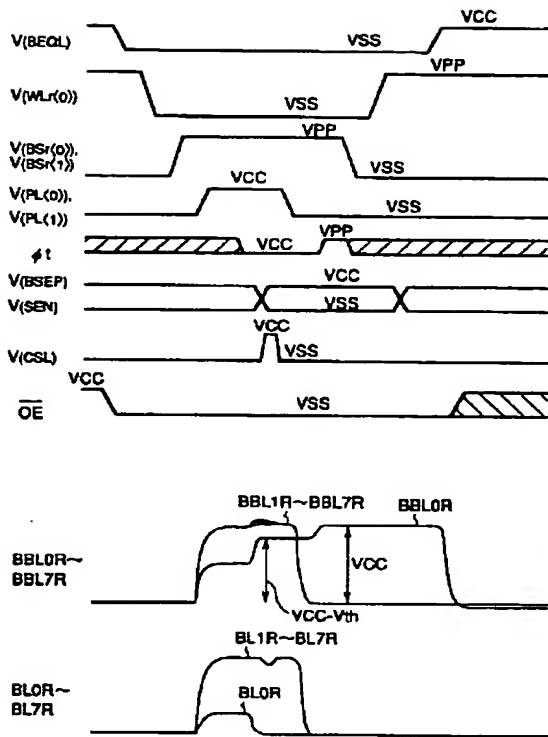 VCC
V(BEQL) VSS
VPP
V(WLr(0)) VSS
VPP
V(BSr(0)),
V(BSr(1)) VSS
VCC
V(PL(0)),
V(PL(1)) VSS
VPP
φt VCC
V(BSEP) VCC
V(SEN) VSS
VCC
V(CSL) VSS
VCC
OE VSS
BBL1R~BBL7R BBL0R
BBL0R~
BBL7R VCC
VCC-Vth
BL1R~BL7R
BL0R~
BL7R BL0R